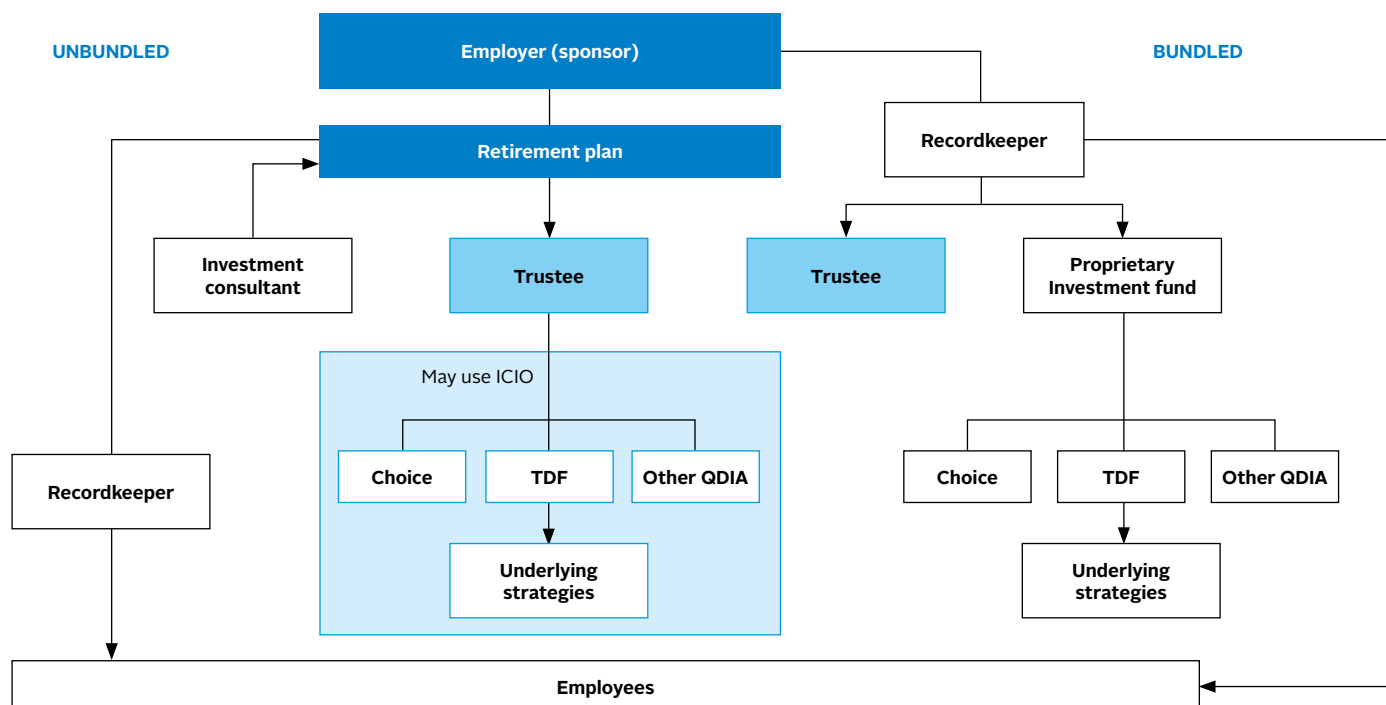 UNBUNDLED
Employer (sponsor)
BUNDLED
Retirement plan
Recordkeeper
Investment
consultant
Trustee
Trustee
Proprietary
Investment fund
May use ICIO
Choice
TDF
Other QDIA
Choice
TDF
Other QDIA
Recordkeeper
Underlying
strategies
Underlying
strategies
Employees